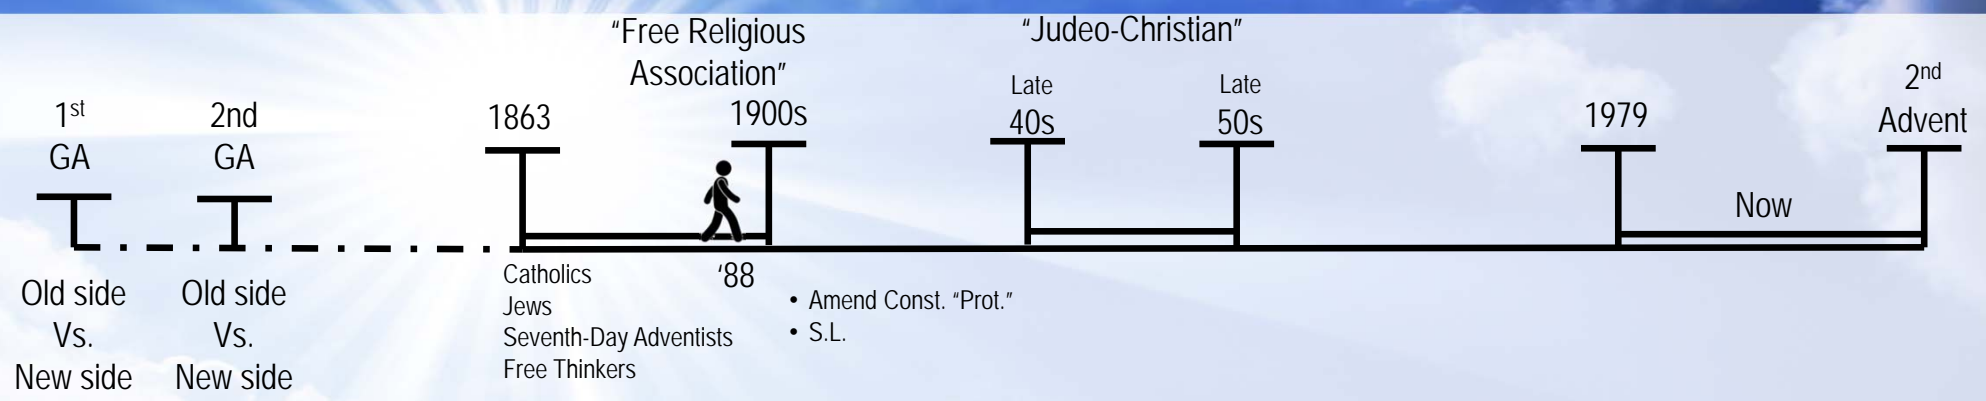 1st
GA
Old side
Vs.
New side
2nd
GA
Old side
Vs.
New side
1863
Catholics
Jews
Seventh-Day Adventists
Free Thinkers
“Free Religious
Association”
1900s
‘88
• Amend Const. “Prot.”
• S.L.
“Judeo-Christian”
Late
40s
Late
50s
1979
Now
2nd
Advent